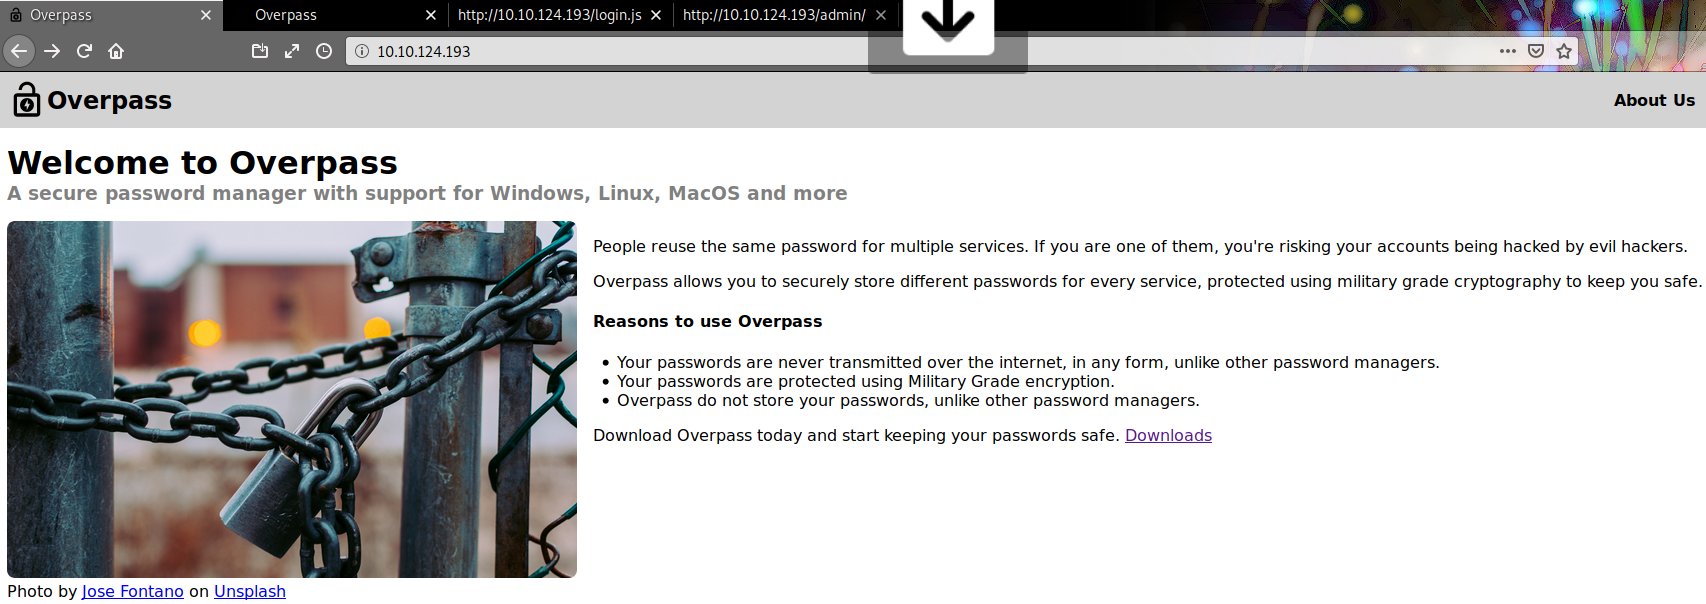 Overpass
Overpass
http://10.10.124.193/login.js
http://10.10.124.193/admin/
10.10.124.193
Overpass
About Us
Welcome to Overpass
A secure password manager with support for Windows, Linux, MacOS and more
People reuse the same password for multiple services. If you are one of them, you're risking your accounts being hacked by evil hackers.
Overpass allows you to securely store different passwords for every service, protected using military grade cryptography to keep you safe.
Reasons to use Overpass
Your passwords are never transmitted over the internet, in any form, unlike other password managers.
Your passwords are protected using Military Grade encryption.
Overpass do not store your passwords, unlike other password managers.
Download Overpass today and start keeping your passwords safe. Downloads
Photo by Jose Fontano on Unsplash